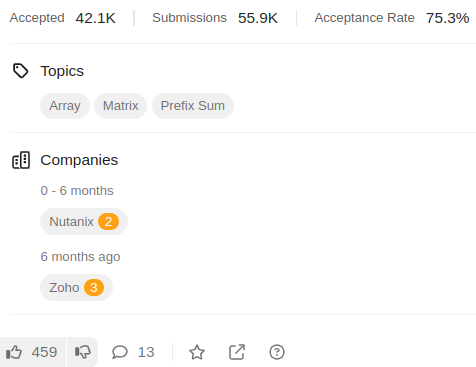 Accepted 42.1K Submissions 55.9K Acceptance Rate 75.3%
Topics
Array Matrix Prefix Sum
Companies
0 - 6 months
Nutanix 2
6 months ago
Zoho 3
459 13